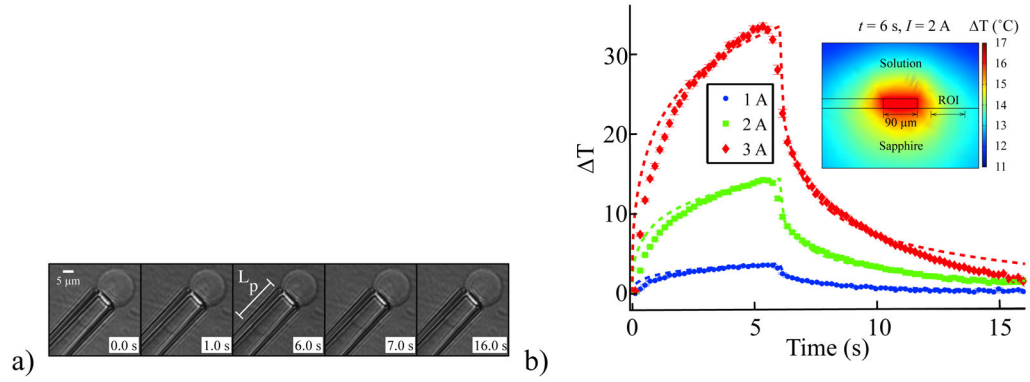 5 μm
Lp
0.0 s
1.0 s
6.0 s
7.0 s
16.0 s
a)
b)
ΔT
30
20
10
0
0
5
10
15
Time (s)
1 A
2 A
3 A
t = 6 s, I = 2 A ΔT (˚C)
Solution
ROI
90 μm
Sapphire
17
16
15
14
13
12
11